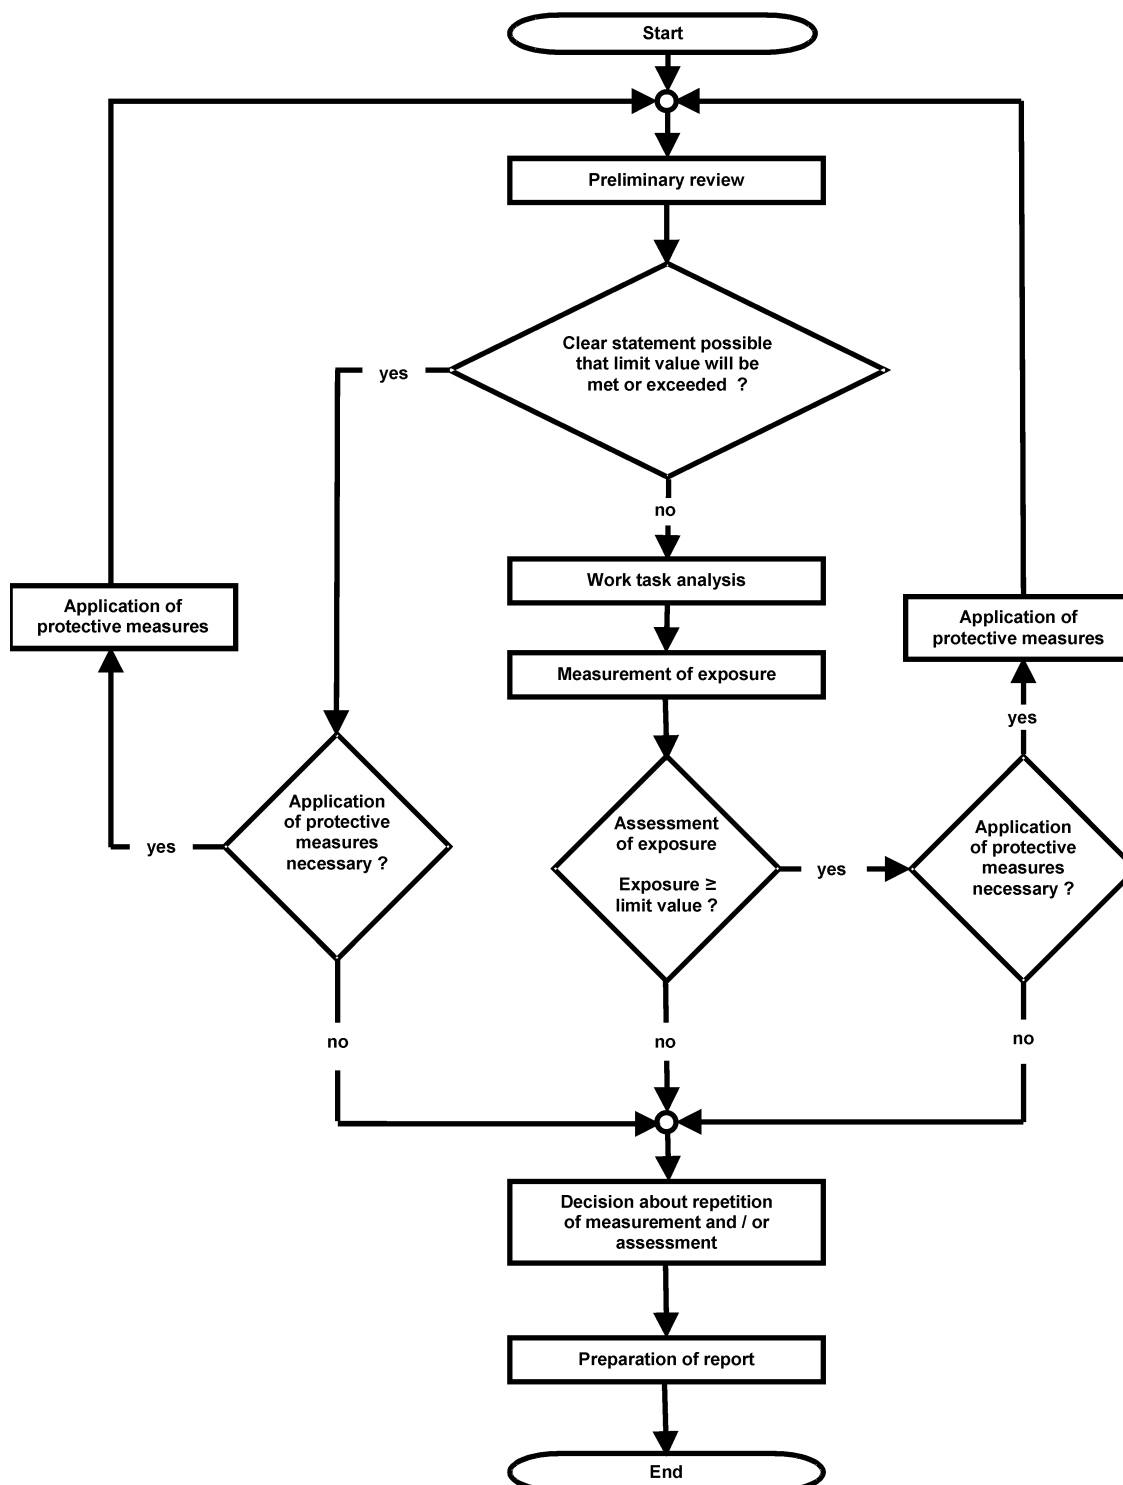 Start
Preliminary review
Clear statement possible
that limit value will be
met or exceeded ?
yes
no
Work task analysis
Application of
protective measures
Application of
protective measures
Measurement of exposure
yes
Application
of protective
measures
necessary ?
yes
Assessment
of exposure
Exposure ≥
limit value ?
yes
Application
of protective
measures
necessary ?
no
no
no
Decision about repetition
of measurement and / or
assessment
Preparation of report
End